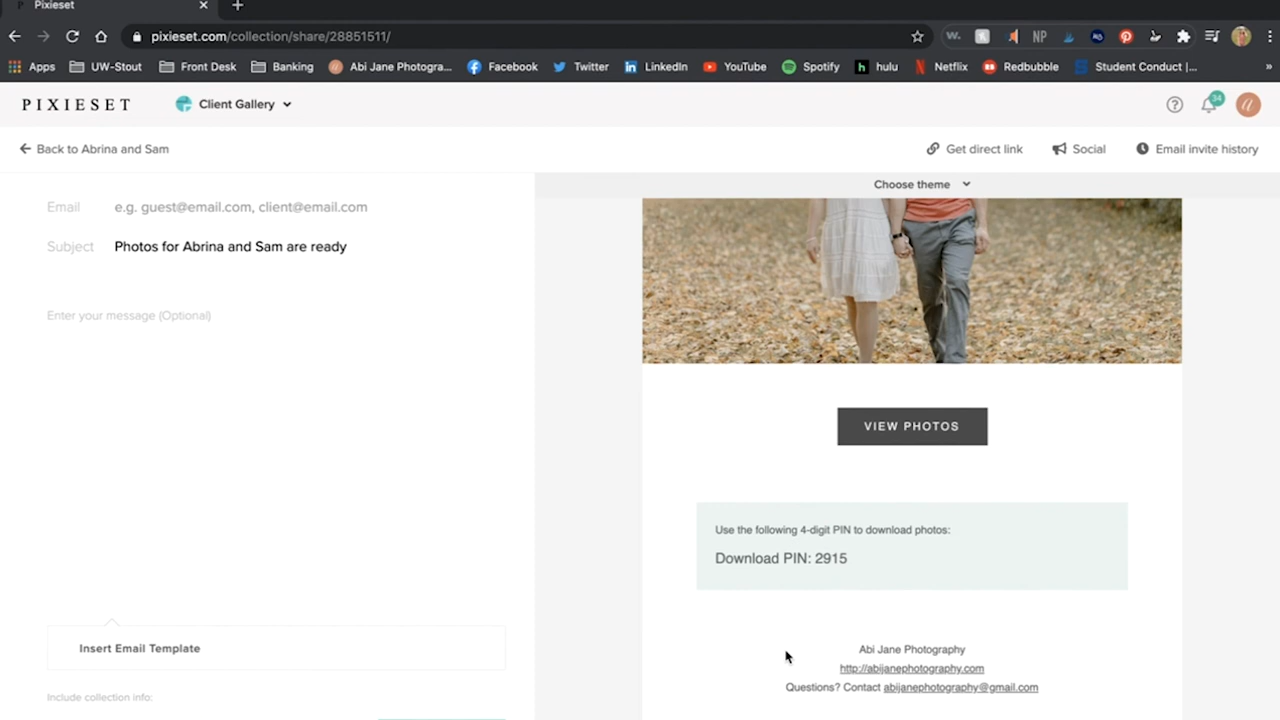 Pixieset
pixieset.com/collection/share/28851511/
Apps UW-Stout Front Desk Banking Abi Jane Photogra... Facebook Twitter LinkedIn YouTube Spotify hulu Netflix Redbubble Student Conduct |... »
PIXIESET Client Gallery 34
Back to Abrina and Sam Get direct link Social Email invite history
Choose theme
Email e.g. guest@email.com, client@email.com
Subject Photos for Abrina and Sam are ready
Enter your message (Optional)
VIEW PHOTOS
Use the following 4-digit PIN to download photos:
Download PIN: 2915
Insert Email Template
Abi Jane Photography
http://abijanephotography.com
Questions? Contact abijanephotography@gmail.com
Include collection info: